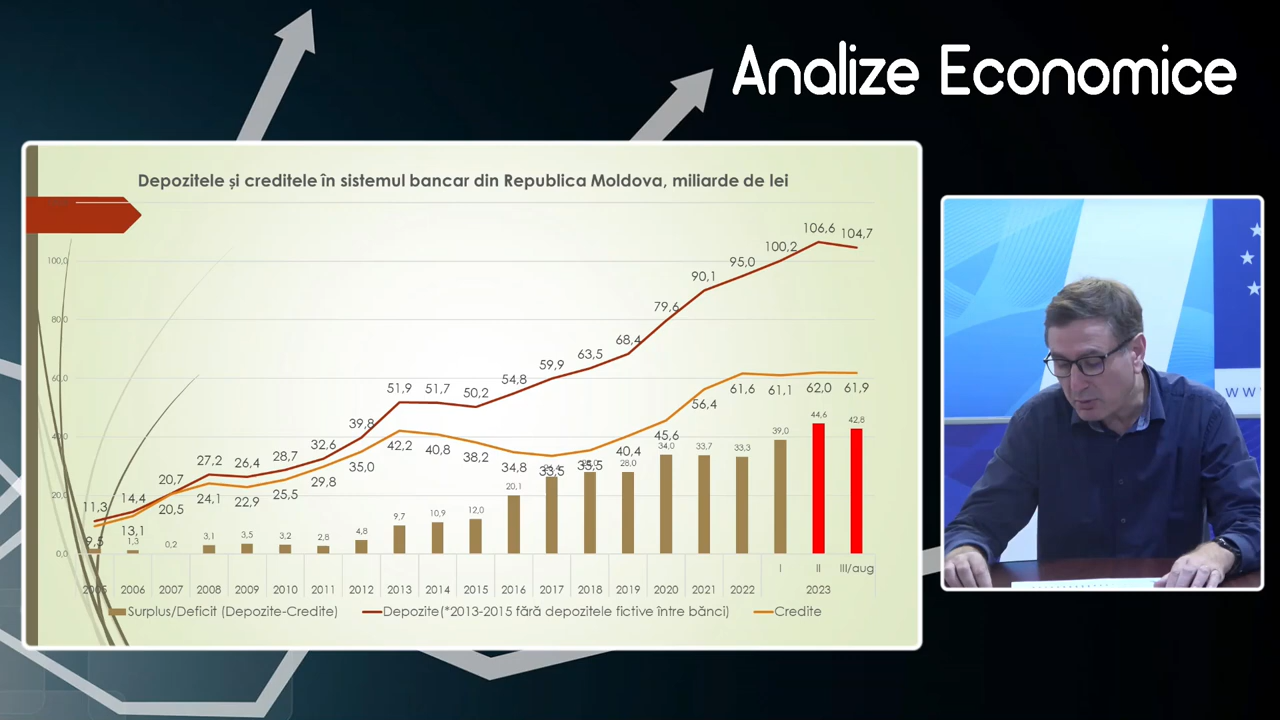 Analize Economice
Depozitele și creditele în sistemul bancar din Republica Moldova, miliarde de lei
100,0
80,0
60,0
40,0
20,0
0,0
11,3 14,4 20,7 27,2 26,4 28,7 32,6 39,8 51,9 51,7 50,2 54,8 59,9 63,5 68,4 79,6 90,1 95,0 100,2 106,6 104,7
9,5 13,1 20,5 24,1 22,9 25,5 29,8 35,0 42,2 40,8 38,2 34,8 33,5 35,5 40,4 45,6 56,4 61,6 61,1 62,0 61,9
1,3 0,2 3,1 3,5 3,2 2,8 4,8 9,7 10,9 12,0 20,1 28,0 34,0 33,7 33,3 39,0 44,6 42,8
I II III/aug
2005 2006 2007 2008 2009 2010 2011 2012 2013 2014 2015 2016 2017 2018 2019 2020 2021 2022 2023
Surplus/Deficit (Depozite-Credite) Depozite(*2013-2015 fără depozitele fictive între bănci) Credite
WW